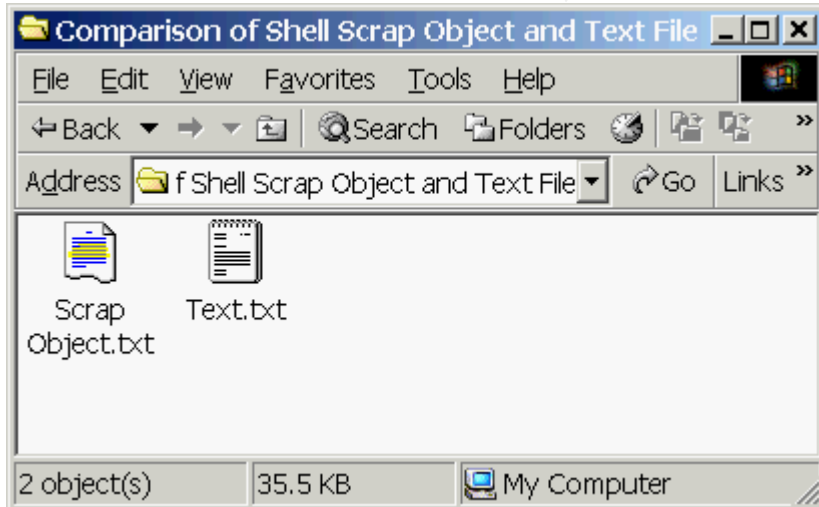 Comparison of Shell Scrap Object and Text File
File Edit View Favorites Tools Help
Back Search Folders »
Address f Shell Scrap Object and Text File Go Links »
Scrap Object.txt
Text.txt
2 object(s) 35.5 KB My Computer